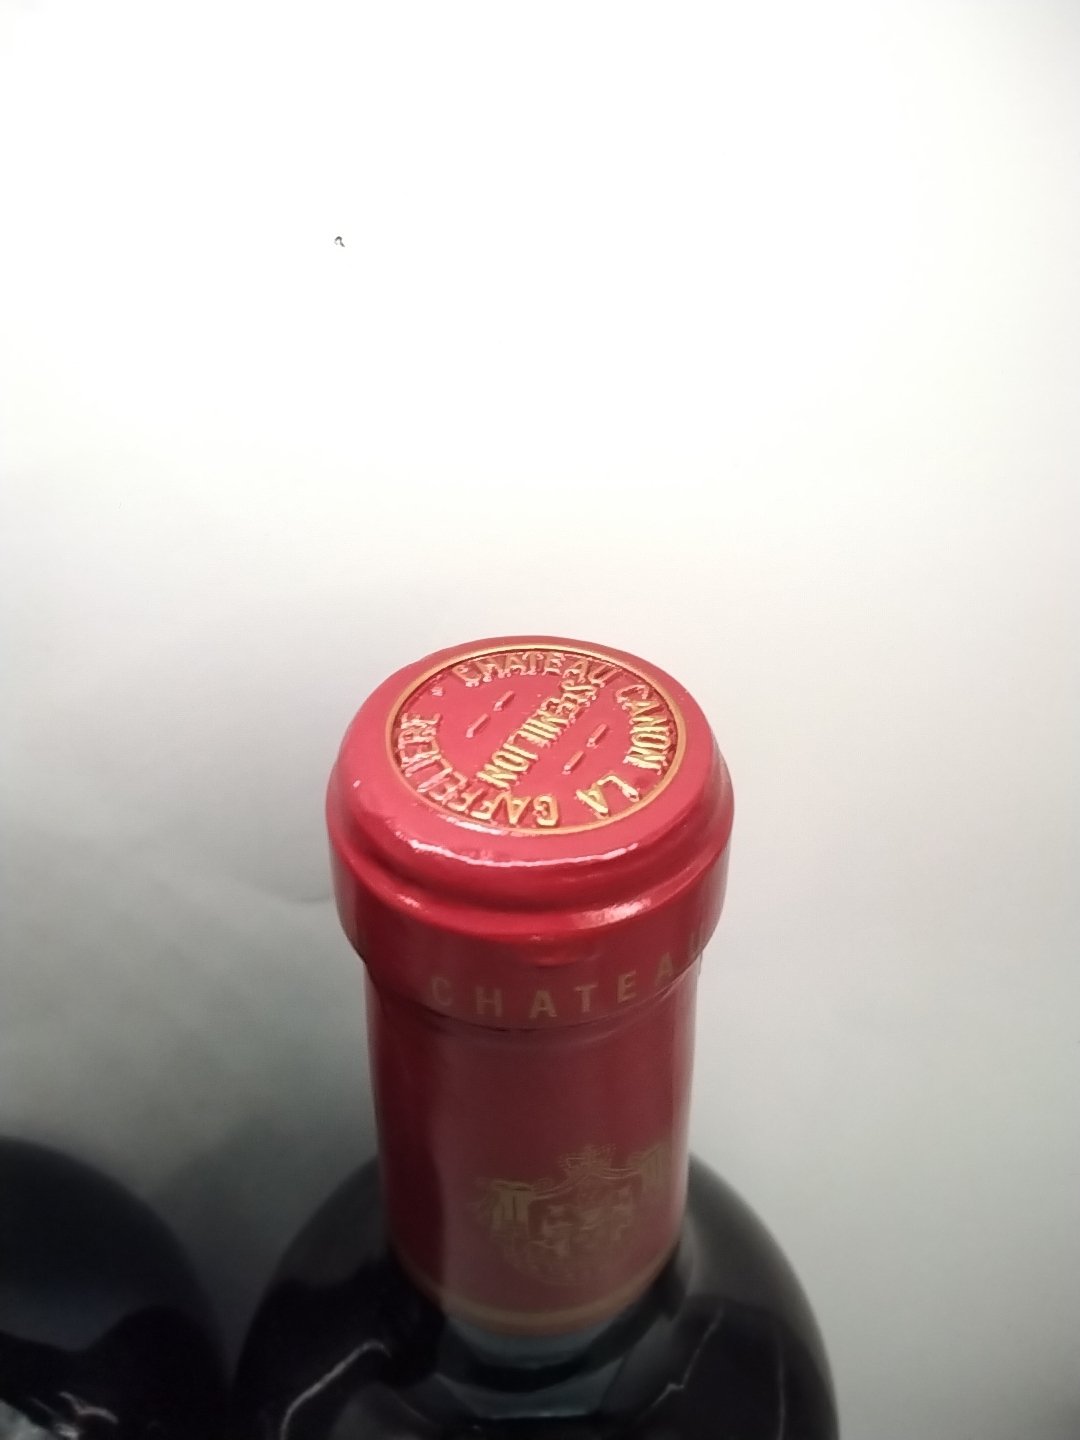 CHATEAU CANON LA GAFFELIERE
ST EMILION
CHATEAU